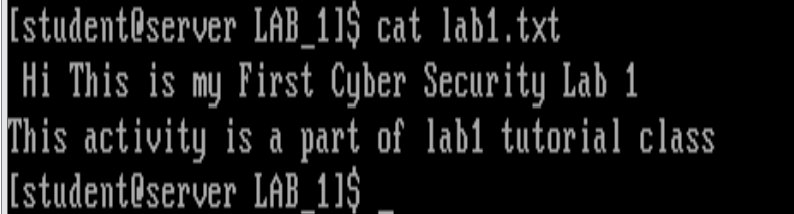 [student@server LAB_1]$ cat lab1.txt
 Hi This is my First Cyber Security Lab 1
This activity is a part of lab1 tutorial class
[student@server LAB_1]$ _